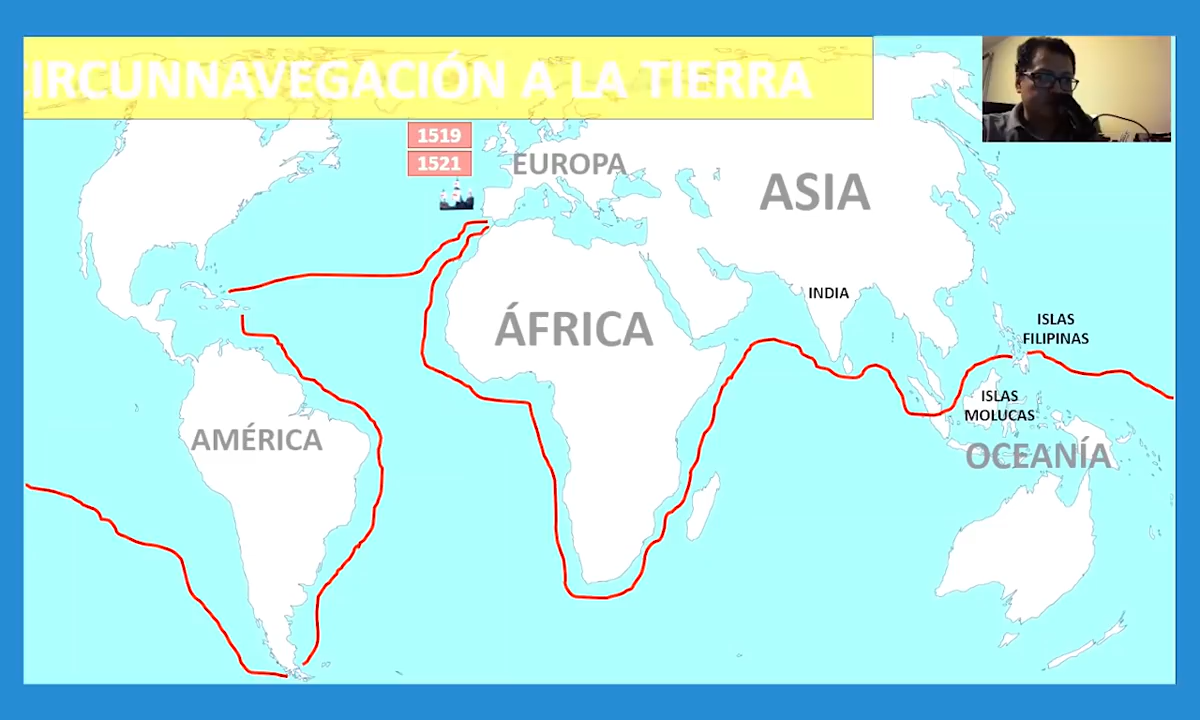 IRCUNNAVEGACIÓN A LA TIERRA
1519
1521
EUROPA
ASIA
INDIA
ÁFRICA
ISLAS
FILIPINAS
ISLAS
MOLUCAS
AMÉRICA
OCEANÍA